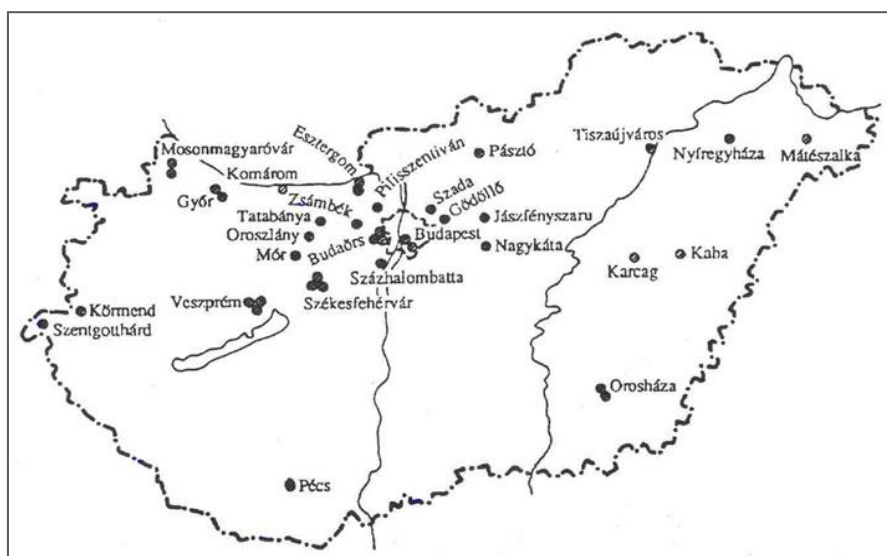 Mosonmagyaróvár
Esztergom
Pilisszentiván
Pásztó
Tiszaújváros
Nyíregyháza
Mátészalka
Komárom
Győr
Zsámbék
Szada
Gödöllő
Tatabánya
Jászfényszaru
Oroszlány
Budaörs
Budapest
Nagykáta
Mór
Százhalombatta
Karcag
Kaba
Körmend
Veszprém
Székesfehérvár
Szentgotthárd
Orosháza
Pécs